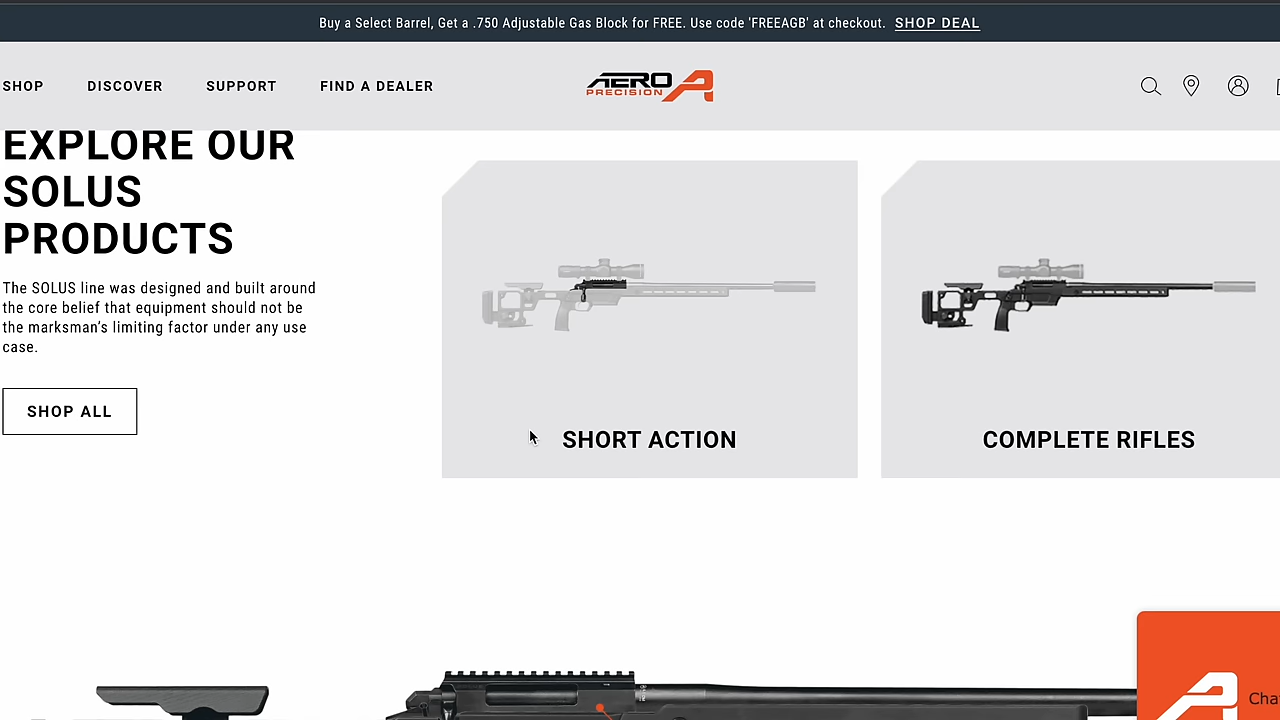 Buy a Select Barrel, Get a .750 Adjustable Gas Block for FREE. Use code 'FREEAGB' at checkout. SHOP DEAL
SHOP DISCOVER SUPPORT FIND A DEALER
AERO
PRECISION
EXPLORE OUR
SOLUS
PRODUCTS
The SOLUS line was designed and built around
the core belief that equipment should not be
the marksman's limiting factor under any use
case.
SHOP ALL
SHORT ACTION
COMPLETE RIFLES